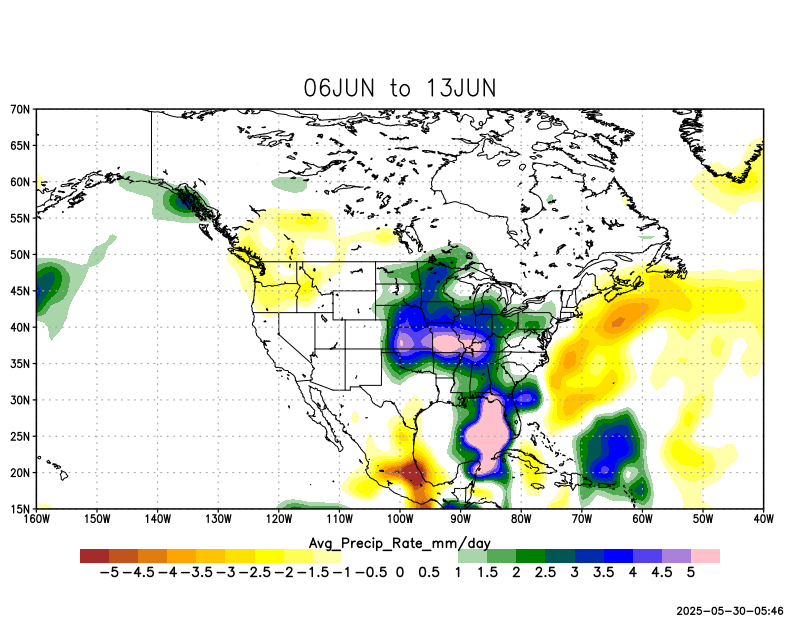 06JUN to 13JUN
70N
65N
60N
55N
50N
45N
40N
35N
30N
25N
20N
15N
160W 150W 140W 130W 120W 110W 100W 90W 80W 70W 60W 50W 40W
Avg_Precip_Rate_mm/day
-5 -4.5 -4 -3.5 -3 -2.5 -2 -1.5 -1 -0.5 0 0.5 1 1.5 2 2.5 3 3.5 4 4.5 5
2025-05-30-05:46